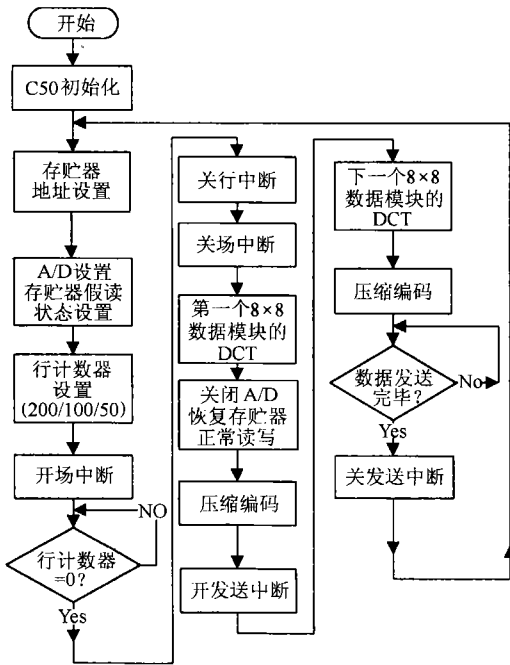 开始
C50初始化
存贮器
地址设置
A/D设置
存贮器假读
状态设置
行计数器
设置
(200/100/50)
开场中断
NO
行计数器
=0?
Yes
关行中断
关场中断
第一个8×8
数据模块的
DCT
关闭A/D
恢复存贮器
正常读写
压缩编码
开发送中断
下一个8×8
数据模块的
DCT
压缩编码
数据发送
完毕?
No
Yes
关发送中断